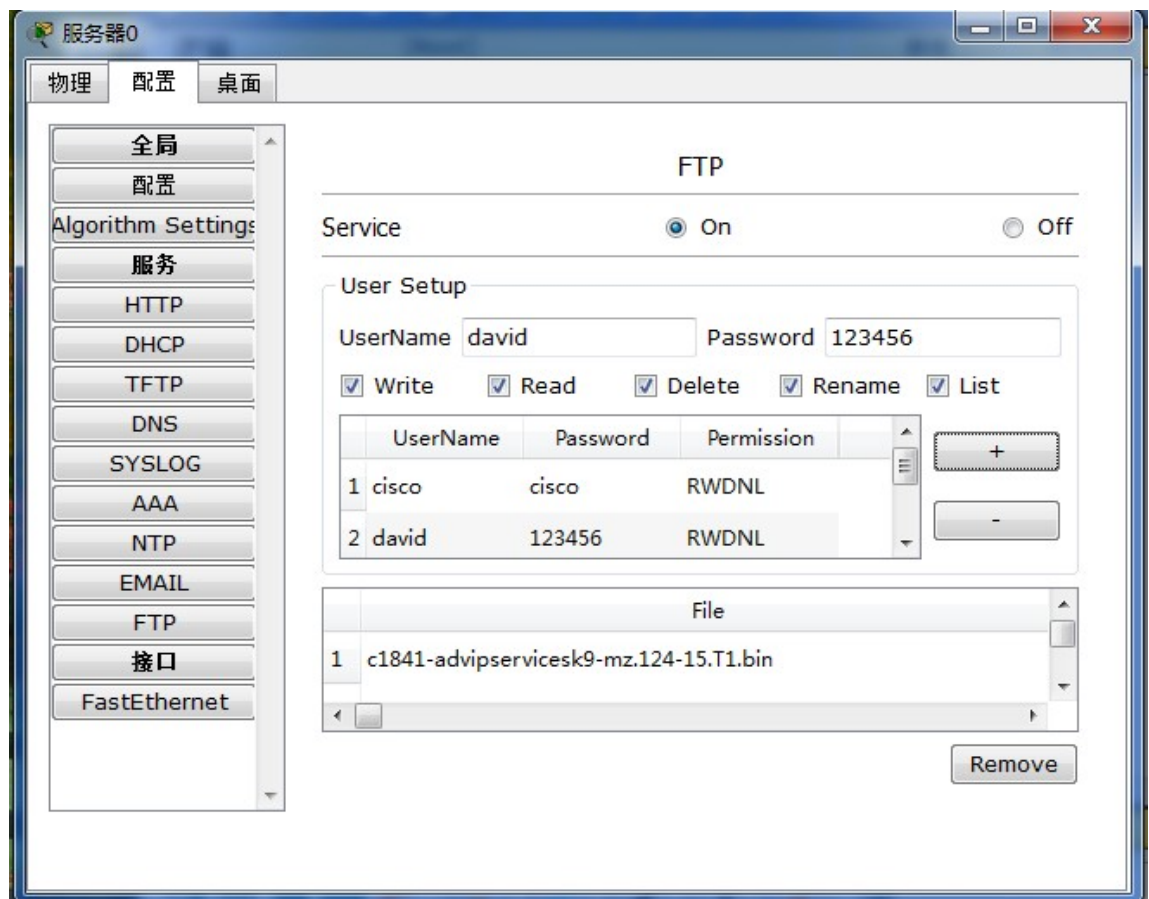 服务器0
物理 配置 桌面
全局
配置
Algorithm Settings
服务
HTTP
DHCP
TFTP
DNS
SYSLOG
AAA
NTP
EMAIL
FTP
接口
FastEthernet
FTP
Service On Off
User Setup
UserName david Password 123456
Write Read Delete Rename List
UserName Password Permission
1 cisco cisco RWDNL
2 david 123456 RWDNL
+
-
File
1 c1841-advipservicesk9-mz.124-15.T1.bin
Remove